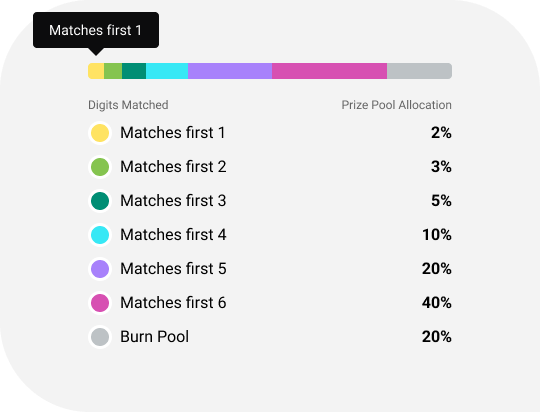 Matches first 1
Digits Matched Prize Pool Allocation
Matches first 1 2%
Matches first 2 3%
Matches first 3 5%
Matches first 4 10%
Matches first 5 20%
Matches first 6 40%
Burn Pool 20%